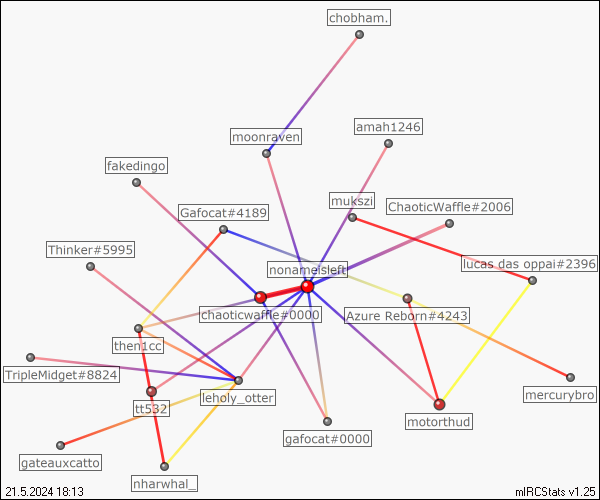 chobham.
amah1246
moonraven
fakedingo
mukszi
ChaoticWaffle#2006
Gafocat#4189
Thinker#5995
nonameisleft
lucas das oppai#2396
chaoticwaffle#0000
Azure Reborn#4243
then1cc
TripleMidget#8824
leholy_otter
mercurybro
tt532
motorthud
gafocat#0000
gateauxcatto
nharwhal_
21.5.2024 18:13
mIRCStats v1.25